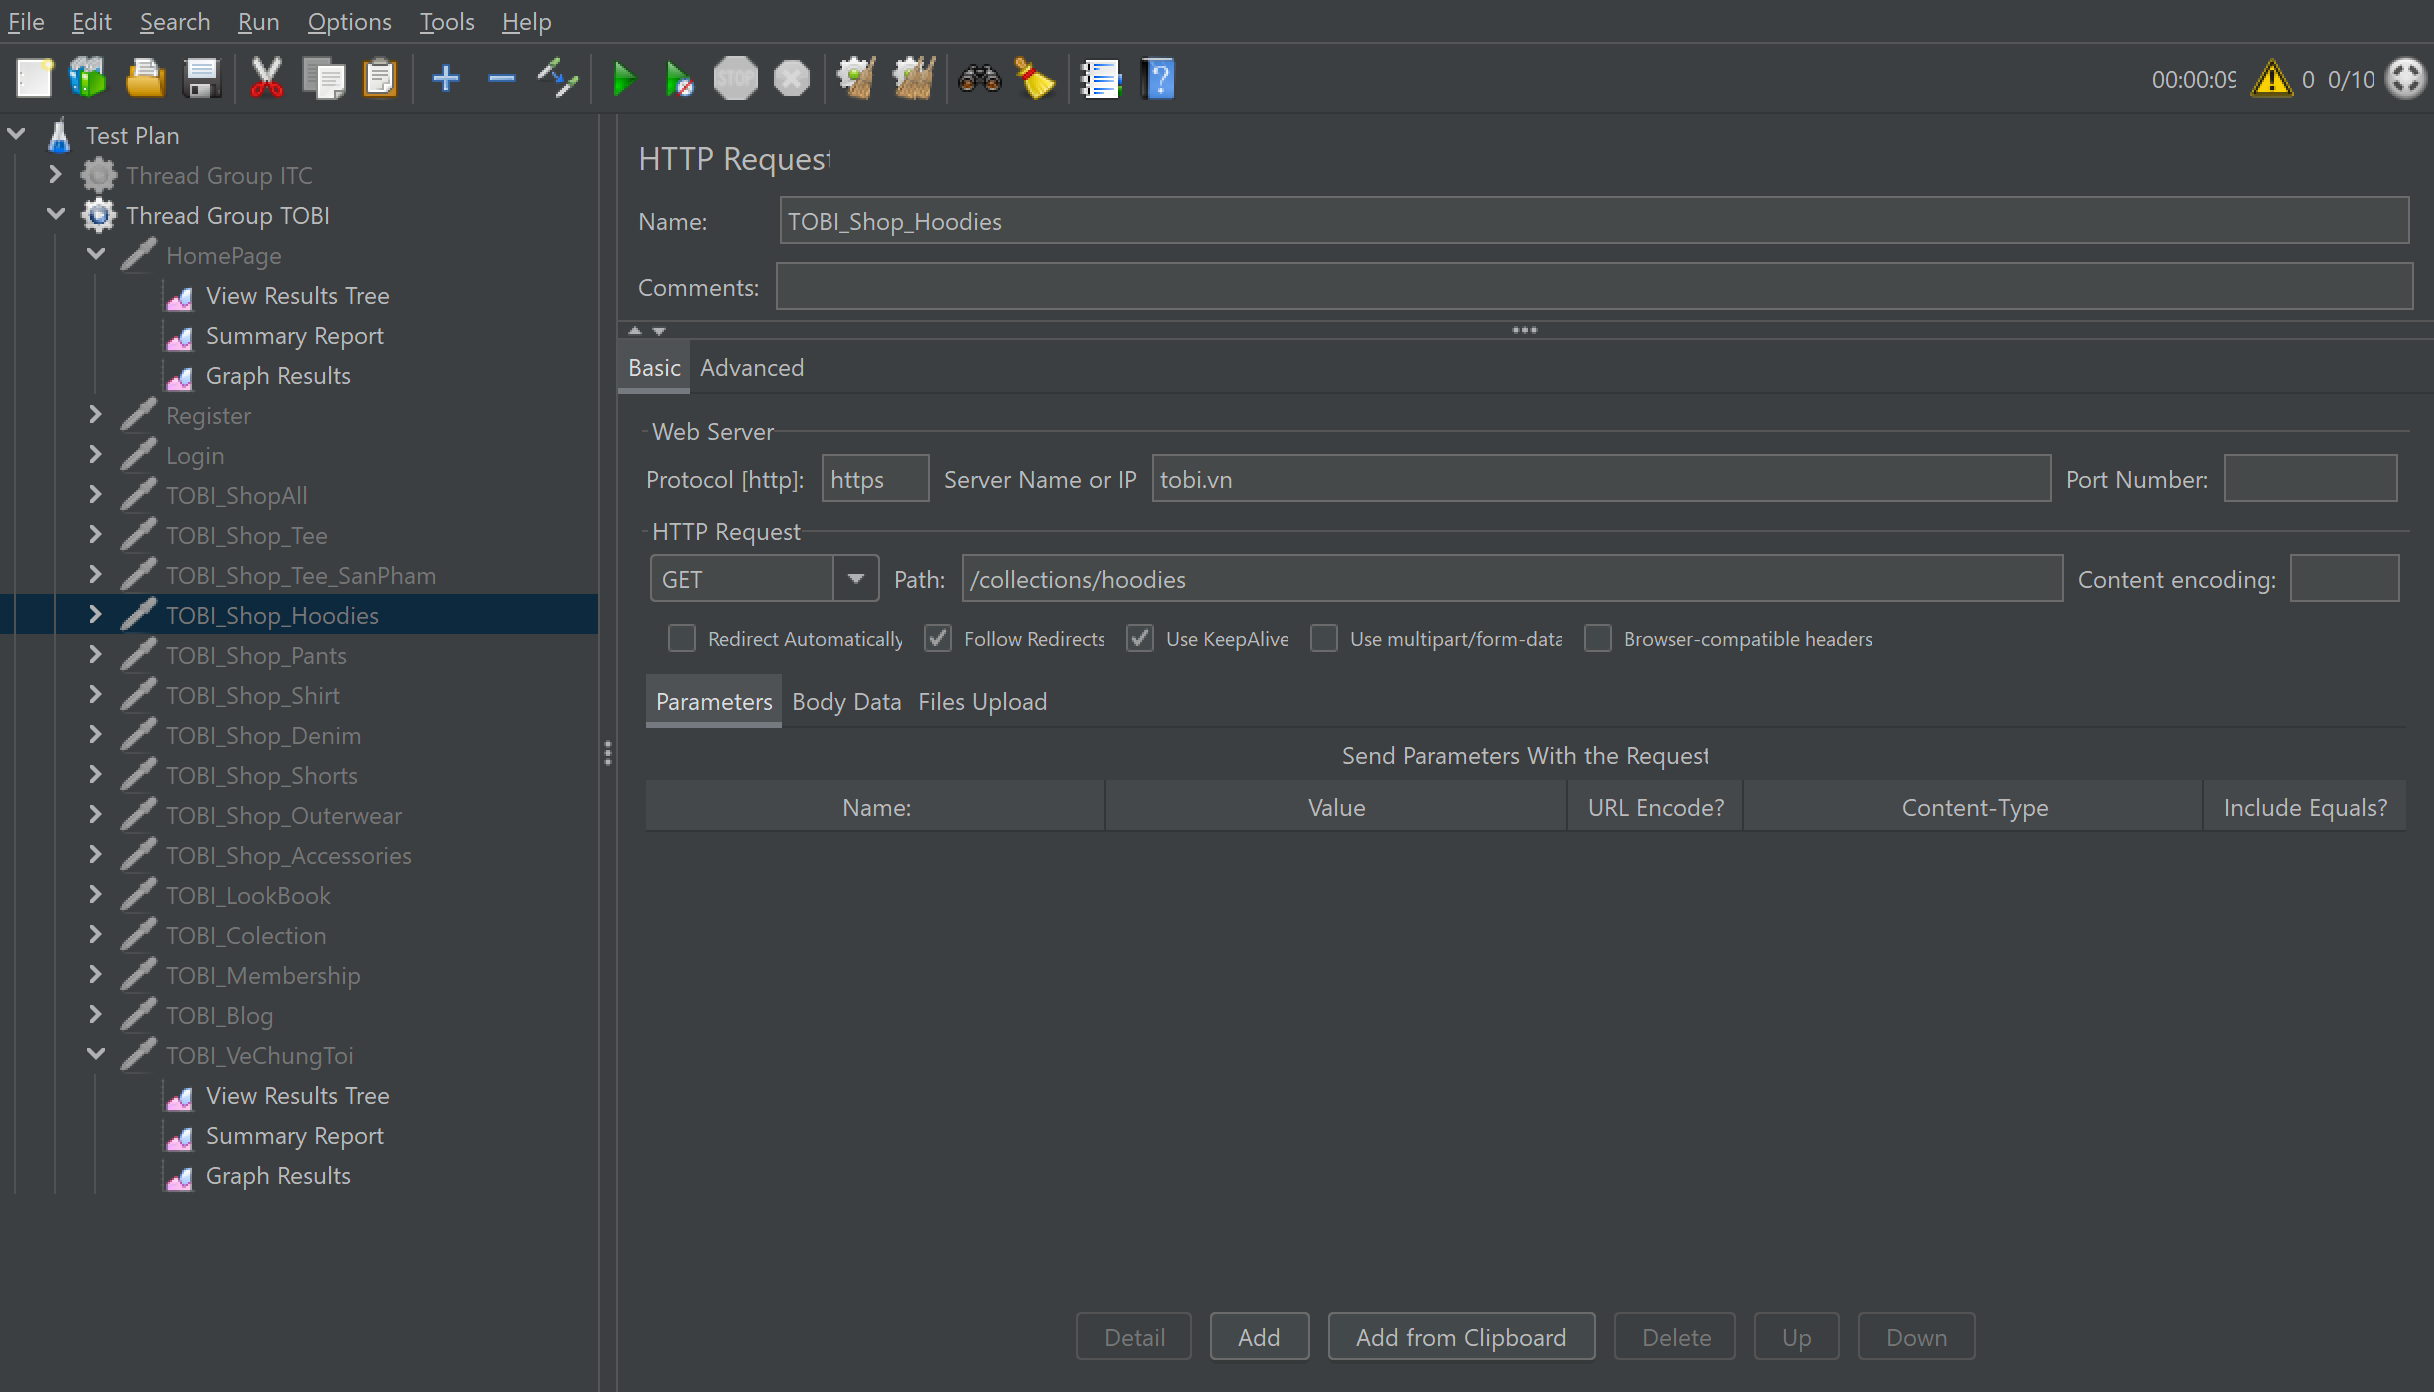 File Edit Search Run Options Tools Help
STOP
00:00:09 0 0/10
Test Plan
Thread Group ITC
Thread Group TOBI
HomePage
View Results Tree
Summary Report
Graph Results
Register
Login
TOBI_ShopAll
TOBI_Shop_Tee
TOBI_Shop_Tee_SanPham
TOBI_Shop_Hoodies
TOBI_Shop_Pants
TOBI_Shop_Shirt
TOBI_Shop_Denim
TOBI_Shop_Shorts
TOBI_Shop_Outerwear
TOBI_Shop_Accessories
TOBI_LookBook
TOBI_Colection
TOBI_Membership
TOBI_Blog
TOBI_VeChungToi
View Results Tree
Summary Report
Graph Results
HTTP Request
Name: TOBI_Shop_Hoodies
Comments:
Basic Advanced
Web Server
Protocol [http]: https Server Name or IP tobi.vn Port Number:
HTTP Request
GET Path: /collections/hoodies Content encoding:
Redirect Automatically Follow Redirects Use KeepAlive Use multipart/form-data Browser-compatible headers
Parameters Body Data Files Upload
Send Parameters With the Request
Name: Value URL Encode? Content-Type Include Equals?
Detail Add Add from Clipboard Delete Up Down